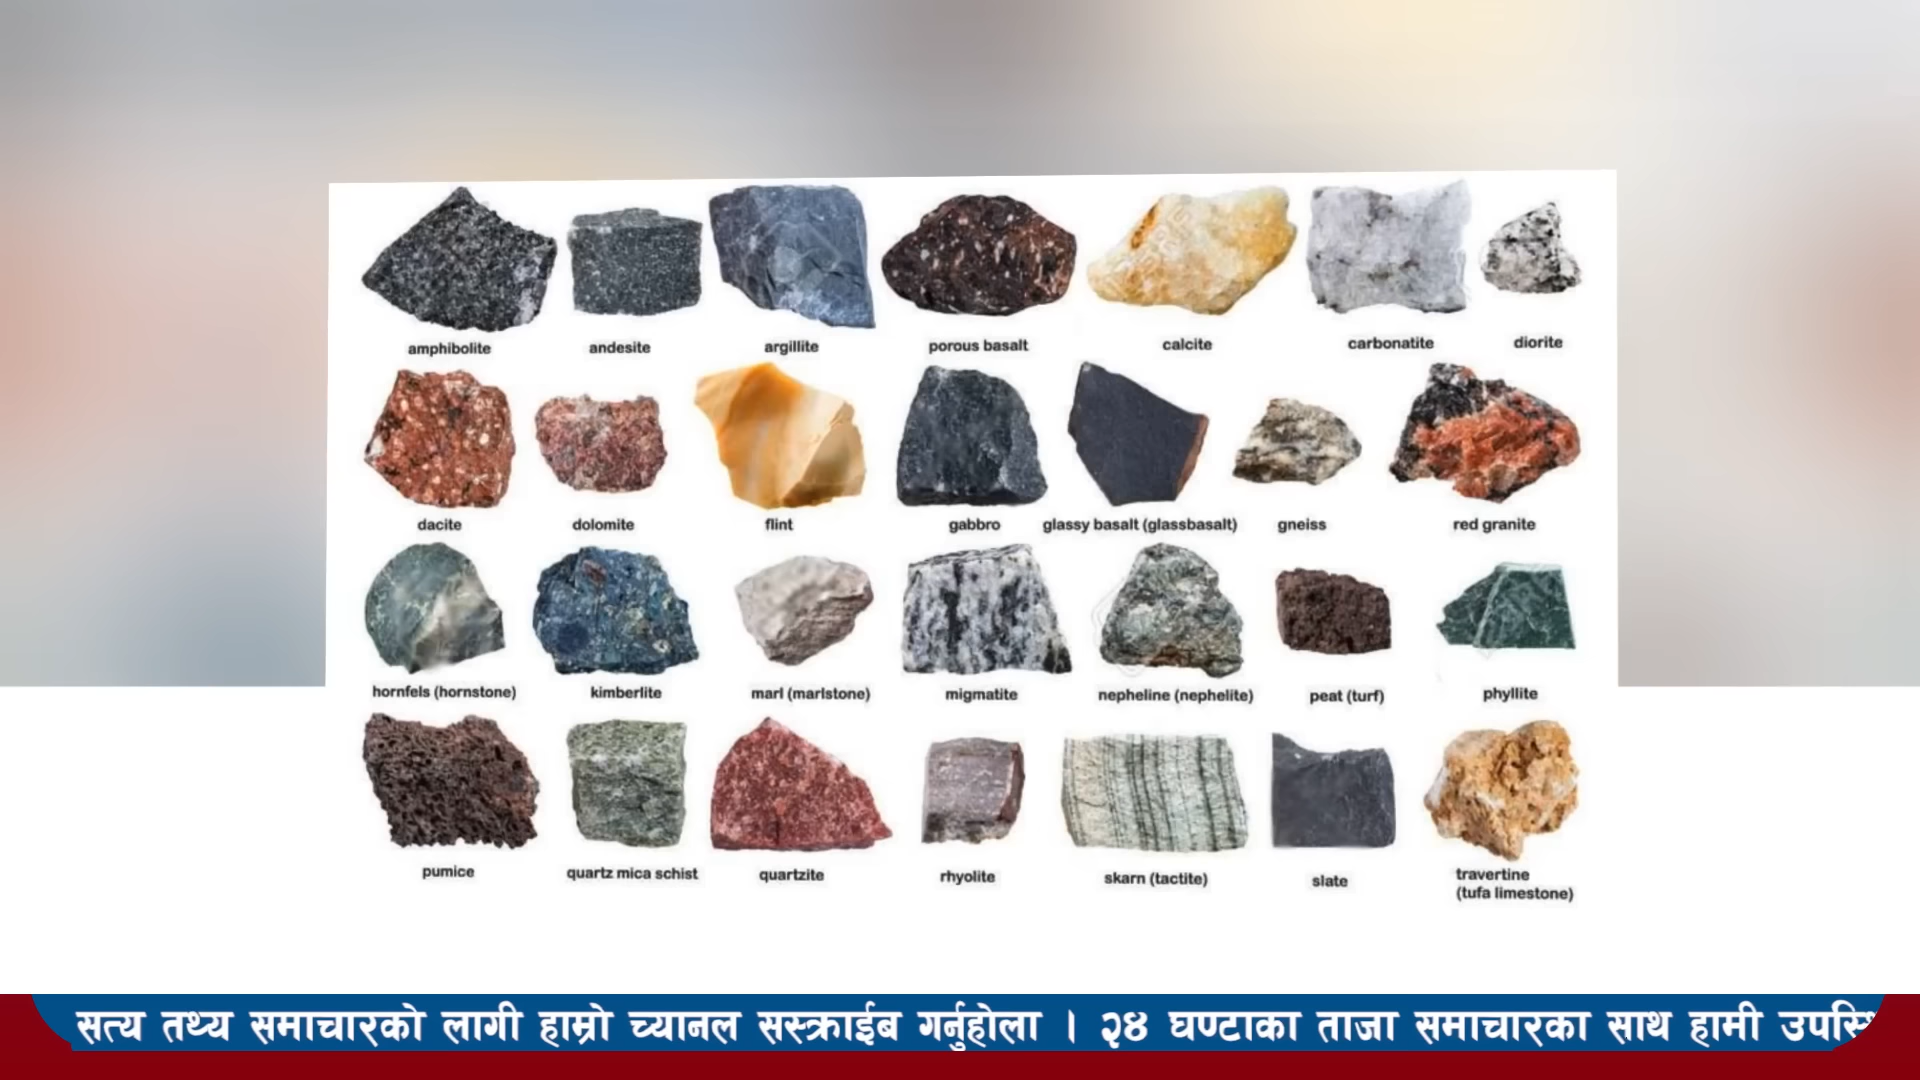 amphibolite andesite argillite porous basalt calcite carbonatite diorite
dacite dolomite flint gabbro glassy basalt (glassbasalt) gneiss red granite
hornfels (hornstone) kimberlite marl (marlstone) migmatite nepheline (nephelite) peat (turf) phyllite
pumice quartz mica schist quartzite rhyolite skarn (tactite) slate travertine
(tufa limestone)
सत्य तथ्य समाचारको लागी हाम्रो च्यानल सस्क्राईब गर्नुहोला । २४ घण्टाका ताजा समाचारका साथ हामी